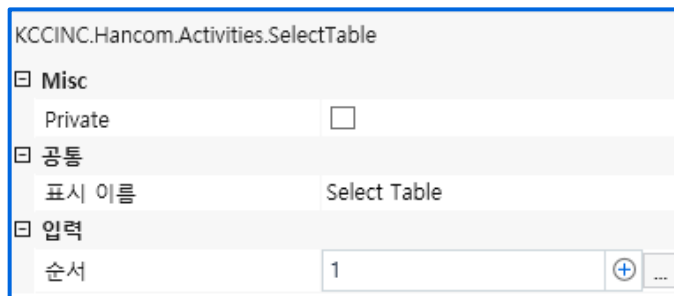 KCCINC.Hancom.Activities.SelectTable
Misc
Private
공통
표시 이름 Select Table
입력
순서 1 ...